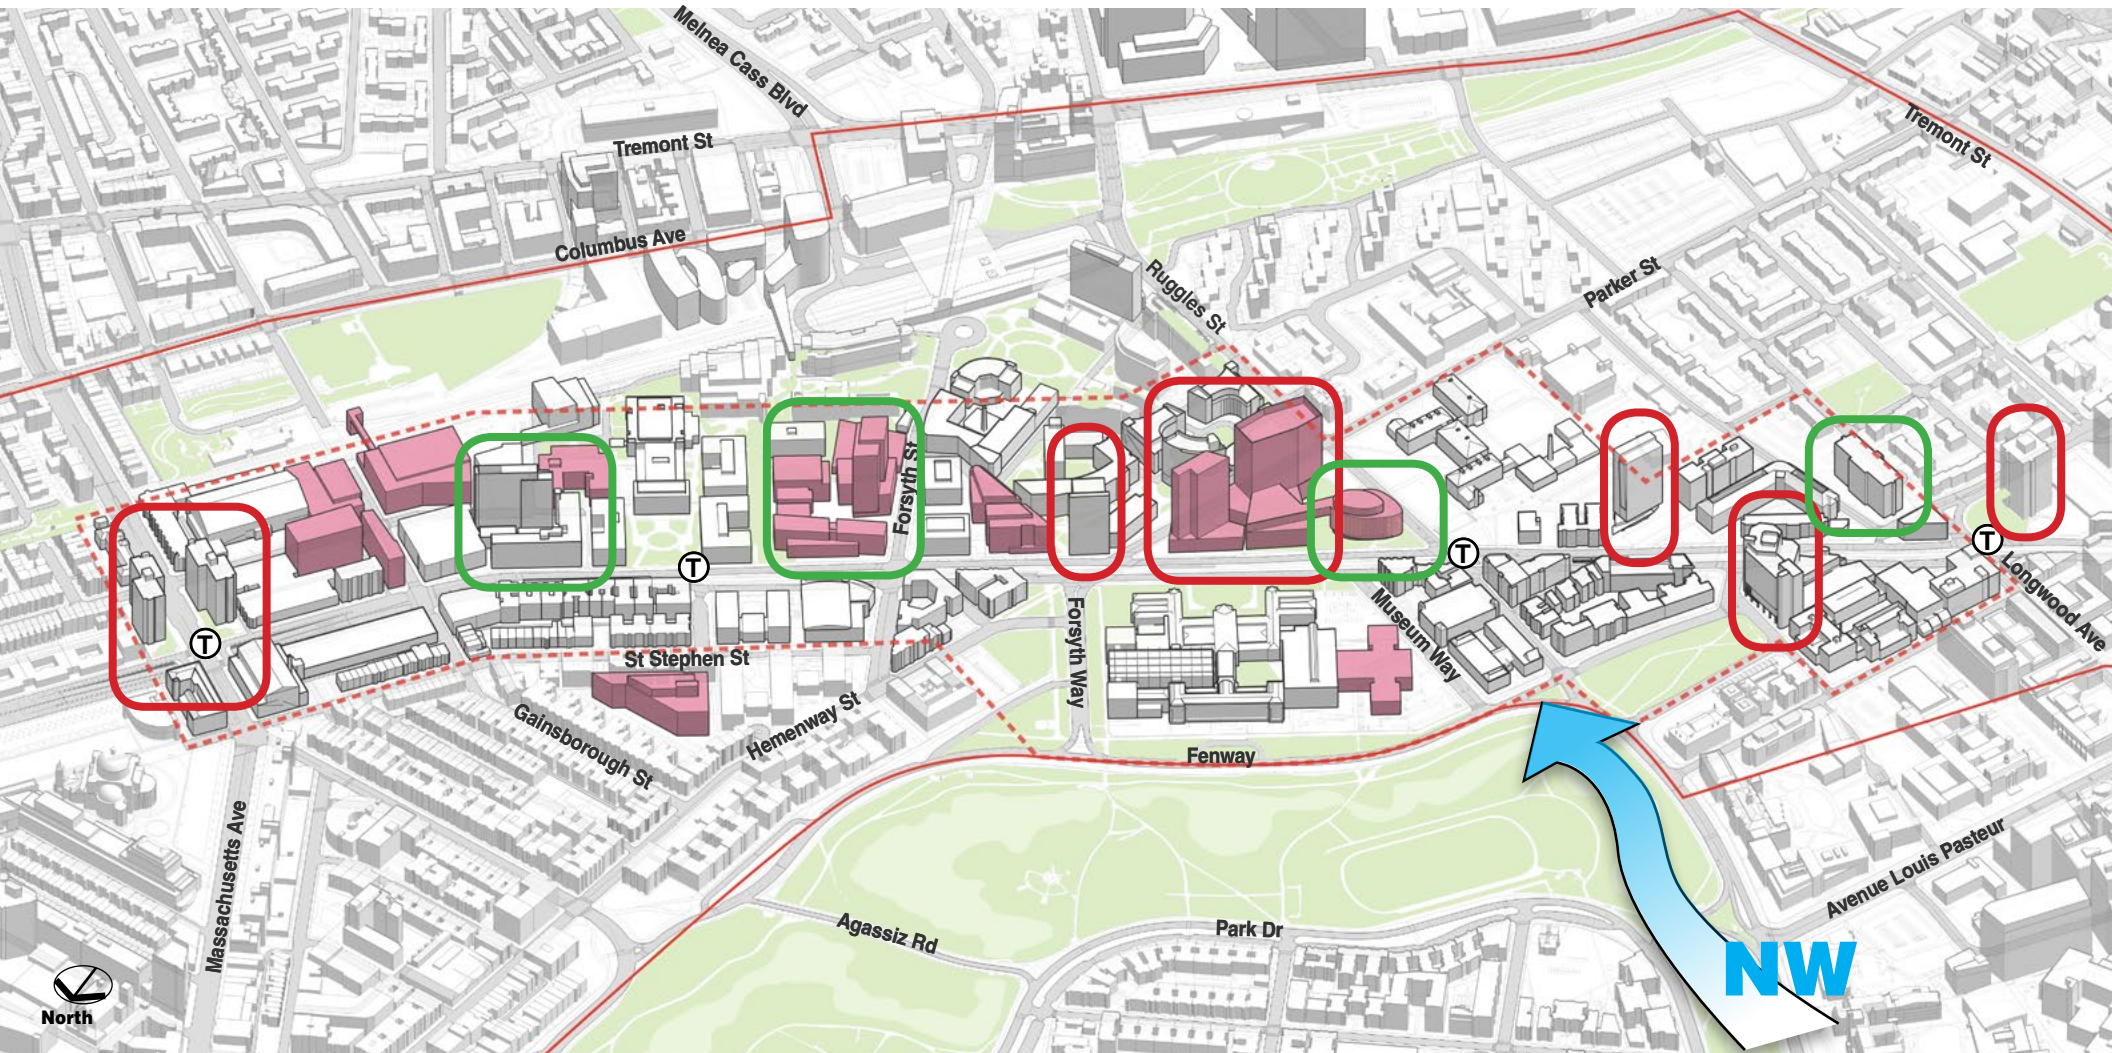 Melnea Cass Blvd
Tremont St
Tremont St
Columbus Ave
Ruggles St
Parker St
Forsyth St
T
T
T
T
Longwood Ave
Forsyth Way
Museum Way
St Stephen St
Gainsborough St
Hemenway St
Fenway
Massachusetts Ave
Avenue Louis Pasteur
Agassiz Rd
Park Dr
NW
North